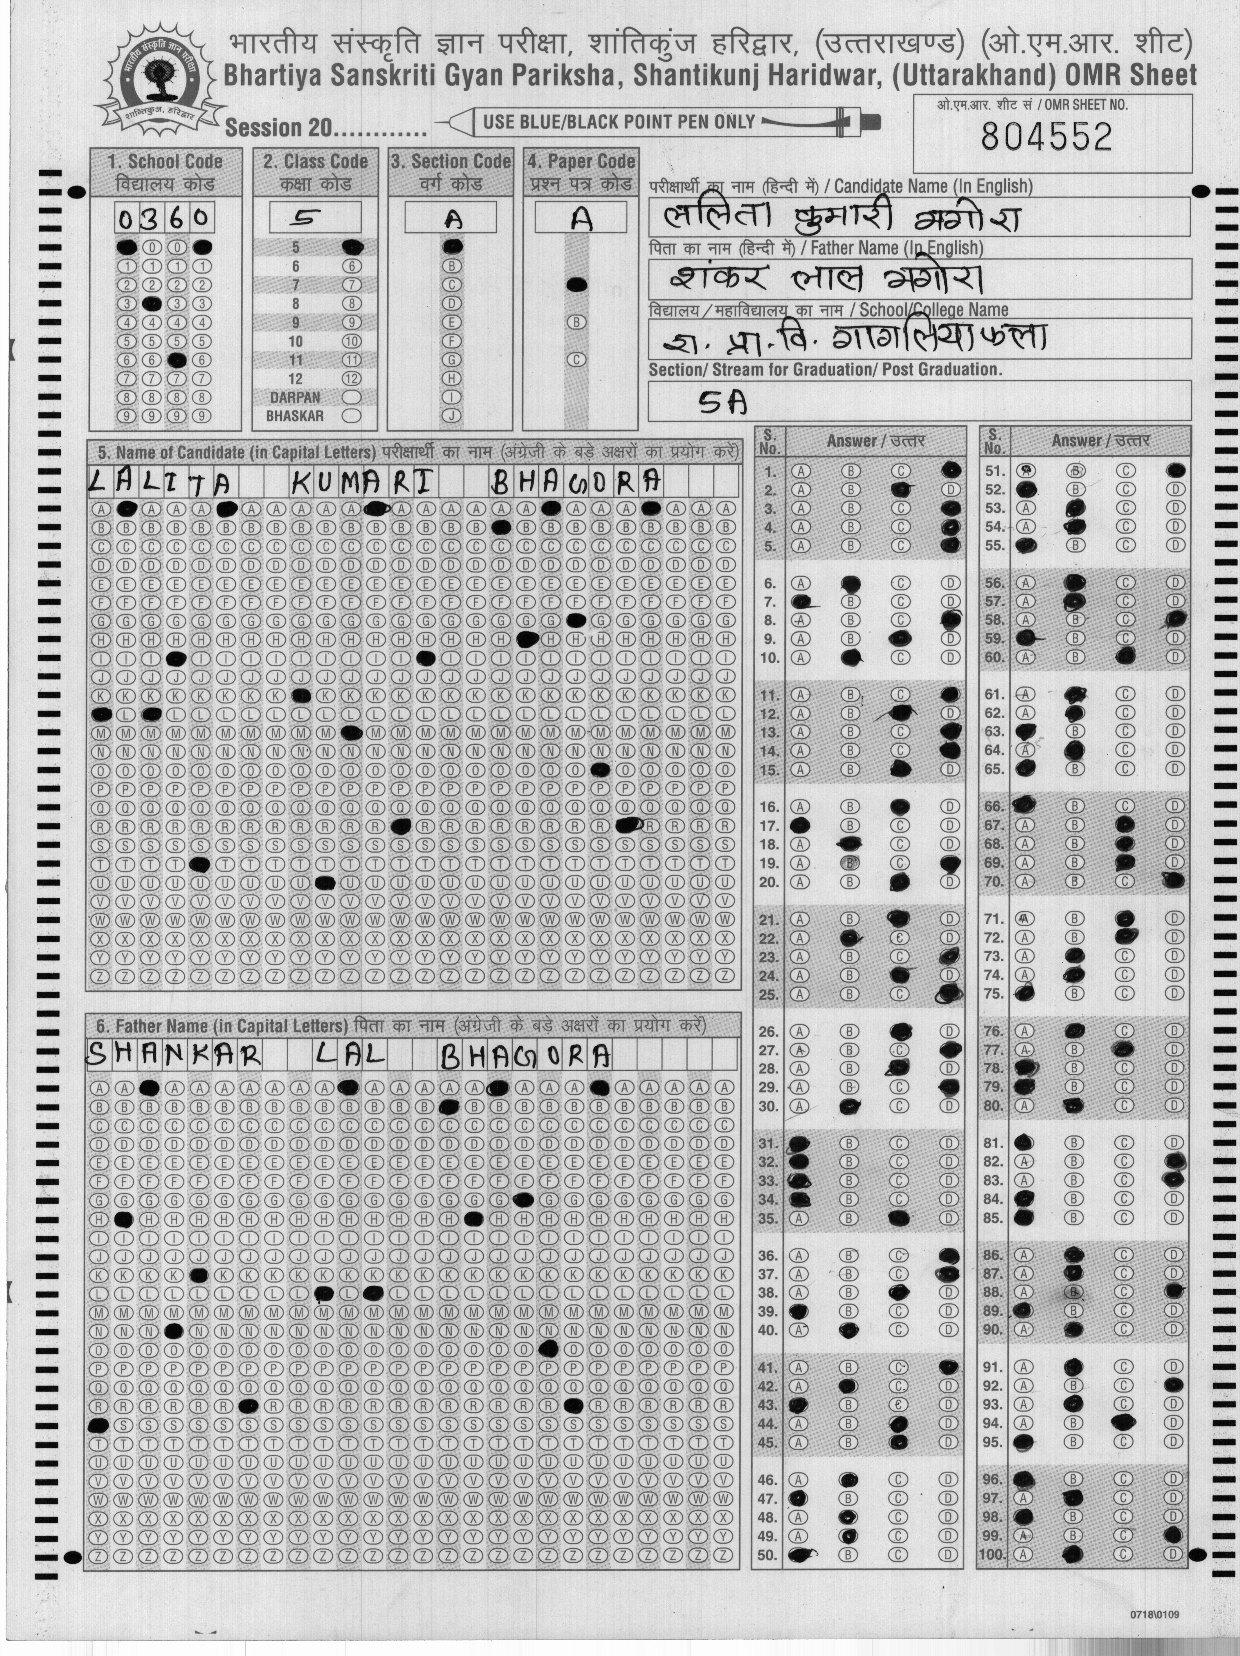 भारतीय संस्कृति ज्ञान परीक्षा, शांतिकुंज हरिद्वार, (उत्तराखण्ड) (ओ.एम.आर. शीट)
Bhartiya Sanskriti Gyan Pariksha, Shantikunj Haridwar, (Uttarakhand) OMR Sheet
Session 20............
USE BLUE/BLACK POINT PEN ONLY
ओ.एम.आर. शीट सं / OMR SHEET NO.
804552
1. School Code
विद्यालय कोड
0360
2. Class Code
कक्षा कोड
5
5
6
7
8
9
10
11
12
DARPAN
BHASKAR
3. Section Code
वर्ग कोड
A
4. Paper Code
प्रश्न पत्र कोड
A
परीक्षार्थी का नाम (हिन्दी में) / Candidate Name (In English)
ललिता कुमारी भगोरा
पिता का नाम (हिन्दी में) / Father Name (In English)
शंकर लाल भगोरा
विद्यालय/महाविद्यालय का नाम / School/College Name
रा. प्रा. वि. गागलियाफला
Section/ Stream for Graduation/ Post Graduation.
5A
5. Name of Candidate (in Capital Letters) परीक्षार्थी का नाम (अंग्रेजी के बड़े अक्षरों का प्रयोग करें)
LALITA KUMARI BHAGORA
6. Father Name (in Capital Letters) पिता का नाम (अंग्रेजी के बड़े अक्षरों का प्रयोग करें)
SHANKAR LAL BHAGORA
S. No. Answer / उत्तर
S. No. Answer / उत्तर
0718\0109